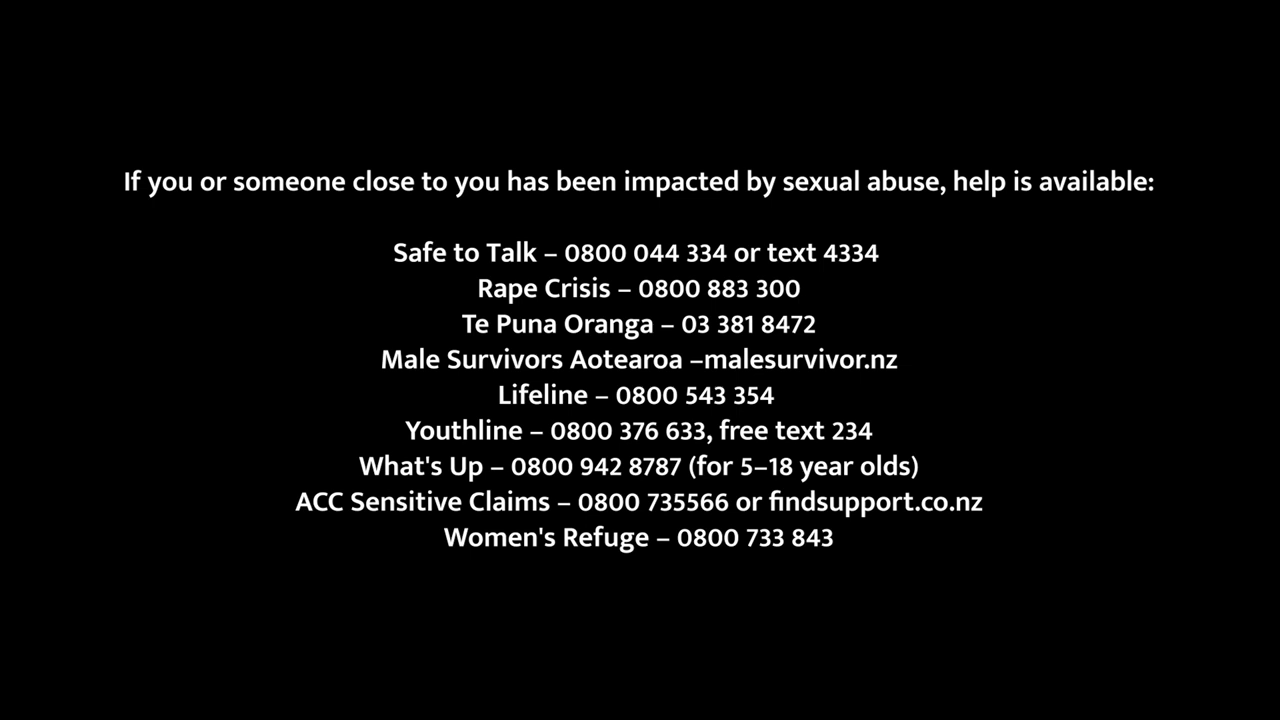 If you or someone close to you has been impacted by sexual abuse, help is available:
Safe to Talk – 0800 044 334 or text 4334
Rape Crisis – 0800 883 300
Te Puna Oranga – 03 381 8472
Male Survivors Aotearoa –malesurvivor.nz
Lifeline – 0800 543 354
Youthline – 0800 376 633, free text 234
What's Up – 0800 942 8787 (for 5–18 year olds)
ACC Sensitive Claims – 0800 735566 or findsupport.co.nz
Women's Refuge – 0800 733 843